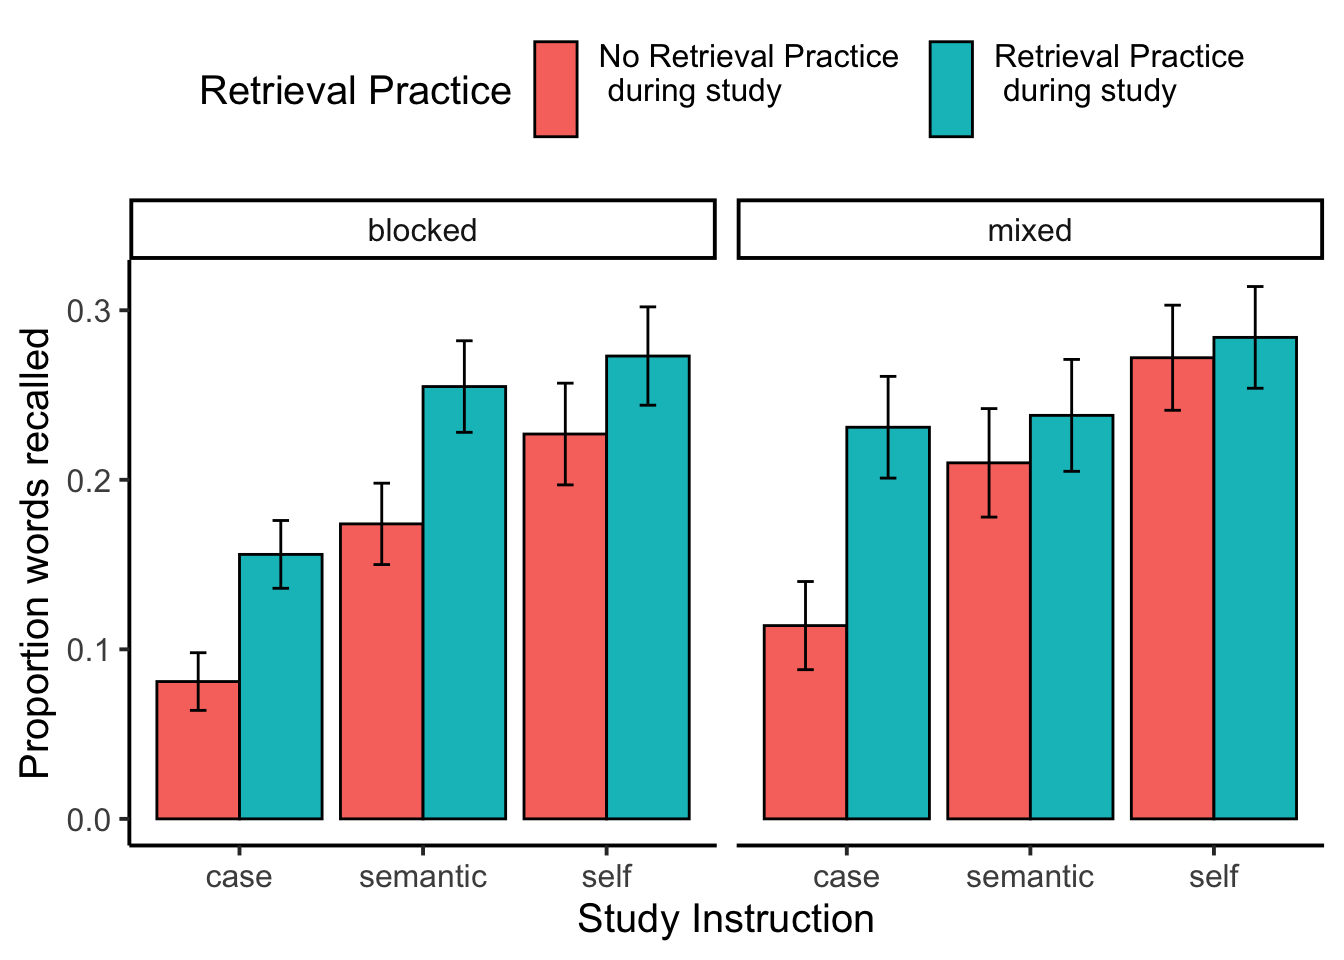 Retrieval Practice
No Retrieval Practice
during study
Retrieval Practice
during study
blocked
mixed
Proportion words recalled
0.3
0.2
0.1
0.0
case semantic self
case semantic self
Study Instruction